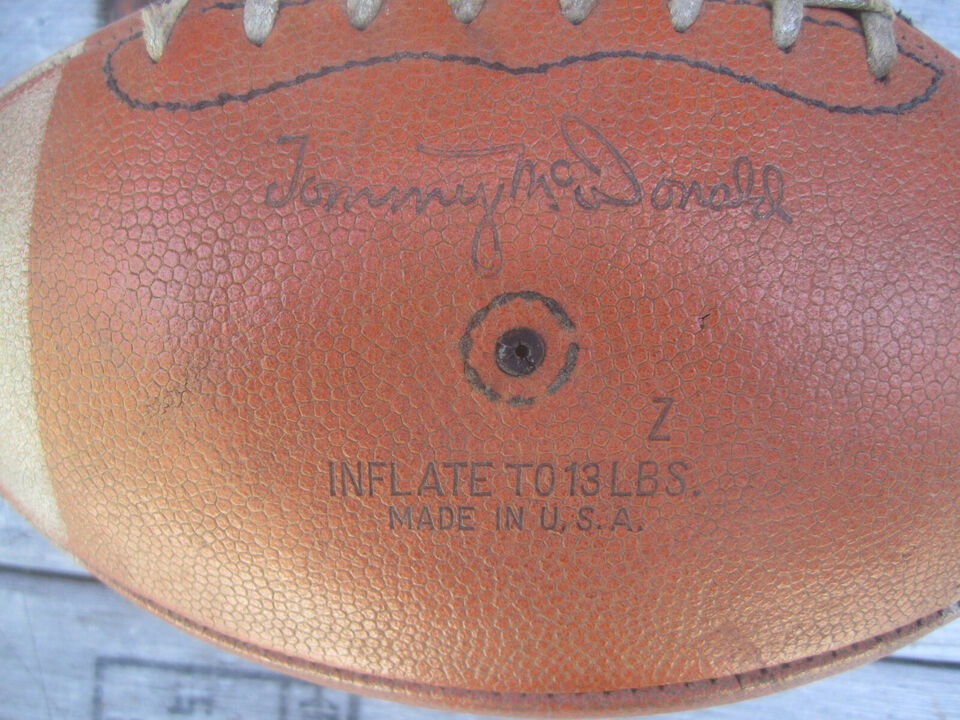 Tommy McDonald
Z
INFLATE TO 13 LBS.
MADE IN U.S.A.